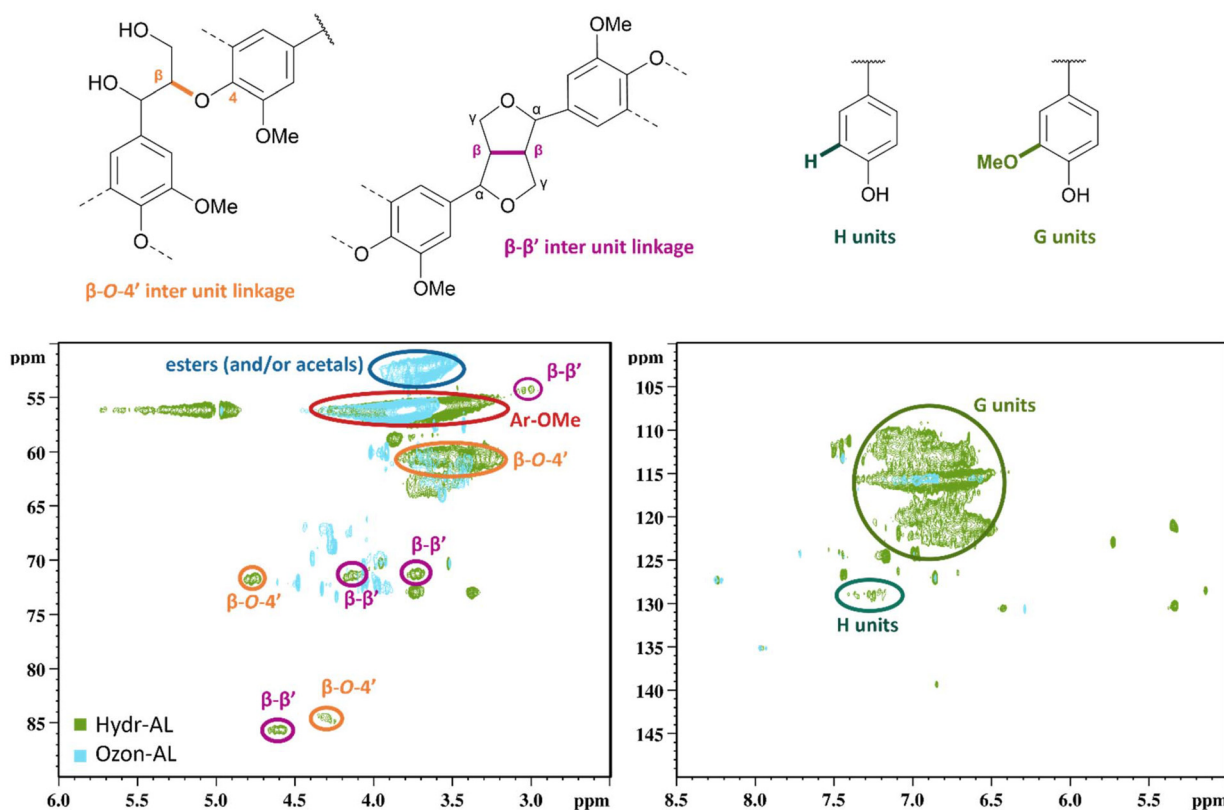 HO
HO
β
O
4
OMe
OMe
O
β-O-4’ inter unit linkage
OMe
O
O
α
γ
β
β
γ
α
O
O
OMe
β-β’ inter unit linkage
H
OH
H units
MeO
OH
G units
ppm
esters (and/or acetals)
β-β’
Ar-OMe
β-O-4’
β-β’
β-O-4’
β-β’
β-β’
β-O-4’
Hydr-AL
Ozon-AL
55
60
65
70
75
80
85
6.0 5.5 5.0 4.5 4.0 3.5 3.0 ppm
ppm
G units
H units
105
110
115
120
125
130
135
140
145
8.5 8.0 7.5 7.0 6.5 6.0 5.5 ppm